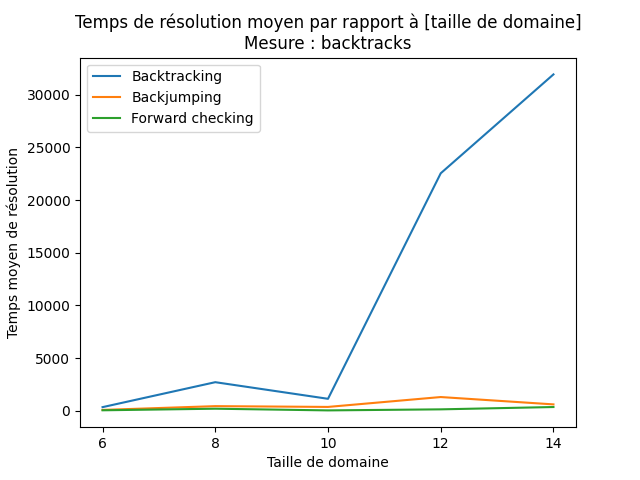 Temps de résolution moyen par rapport à [taille de domaine]
Mesure : backtracks
Backtracking
Backjumping
Forward checking
30000
25000
20000
15000
10000
5000
0
Temps moyen de résolution
6 8 10 12 14
Taille de domaine